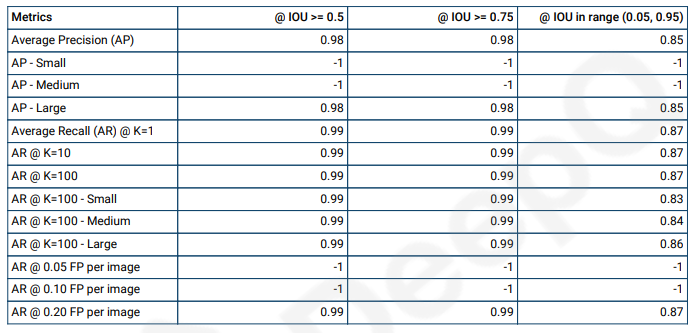 Metrics @ IOU >= 0.5 @ IOU >= 0.75 @ IOU in range (0.05, 0.95)
Average Precision (AP) 0.98 0.98 0.85
AP - Small -1 -1 -1
AP - Medium -1 -1 -1
AP - Large 0.98 0.98 0.85
Average Recall (AR) @ K=1 0.99 0.99 0.87
AR @ K=10 0.99 0.99 0.87
AR @ K=100 0.99 0.99 0.87
AR @ K=100 - Small 0.99 0.99 0.83
AR @ K=100 - Medium 0.99 0.99 0.84
AR @ K=100 - Large 0.99 0.99 0.86
AR @ 0.05 FP per image -1 -1 -1
AR @ 0.10 FP per image -1 -1 -1
AR @ 0.20 FP per image 0.99 0.99 0.87
DeepQ